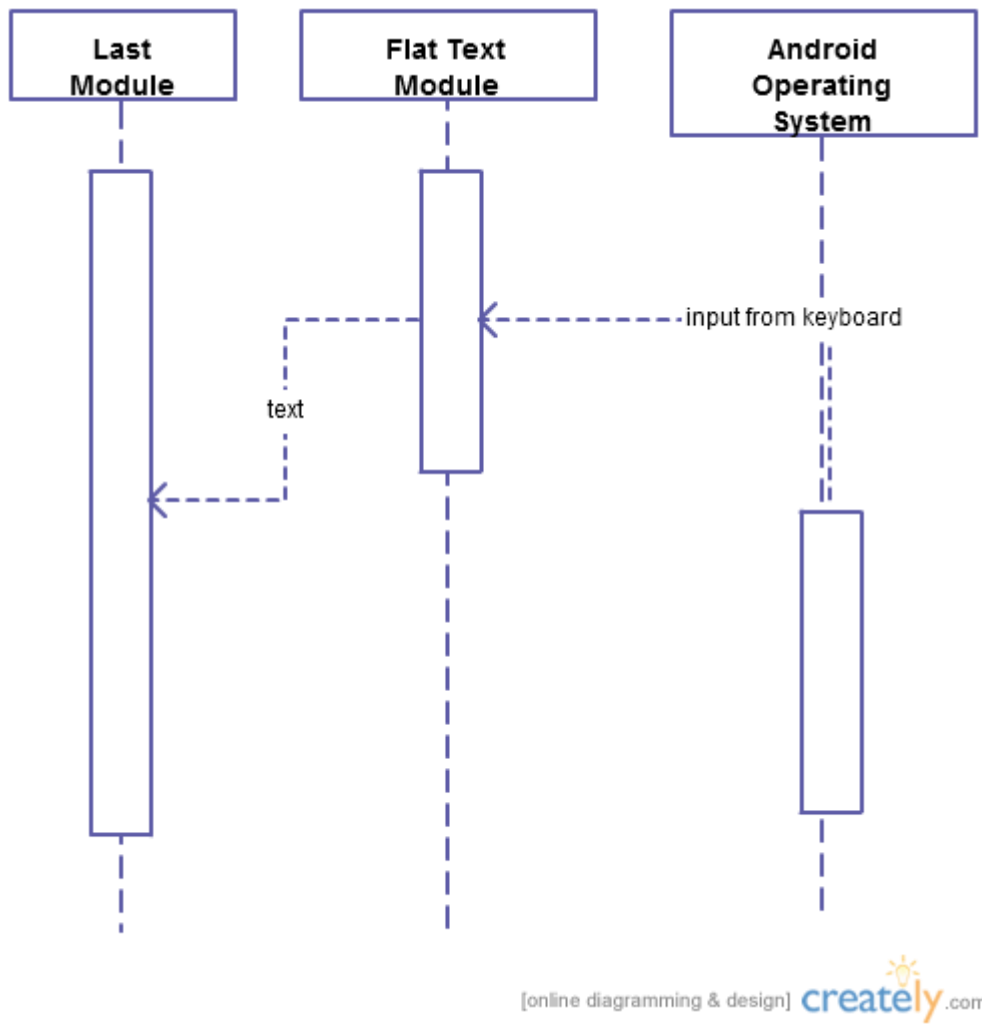 Last
Module
Flat Text
Module
Android
Operating
System
input from keyboard
text
[online diagramming & design] creately.com